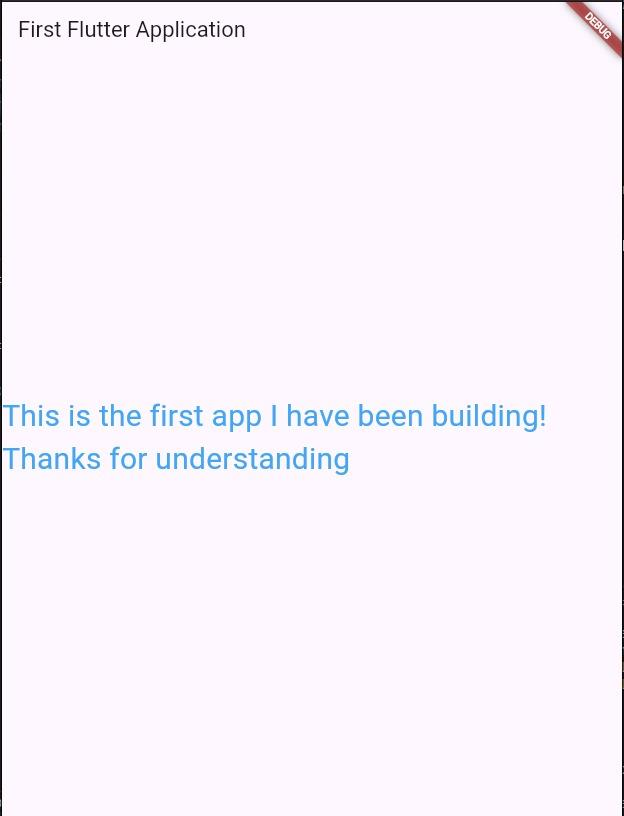 First Flutter Application
DEBUG
This is the first app I have been building!
Thanks for understanding